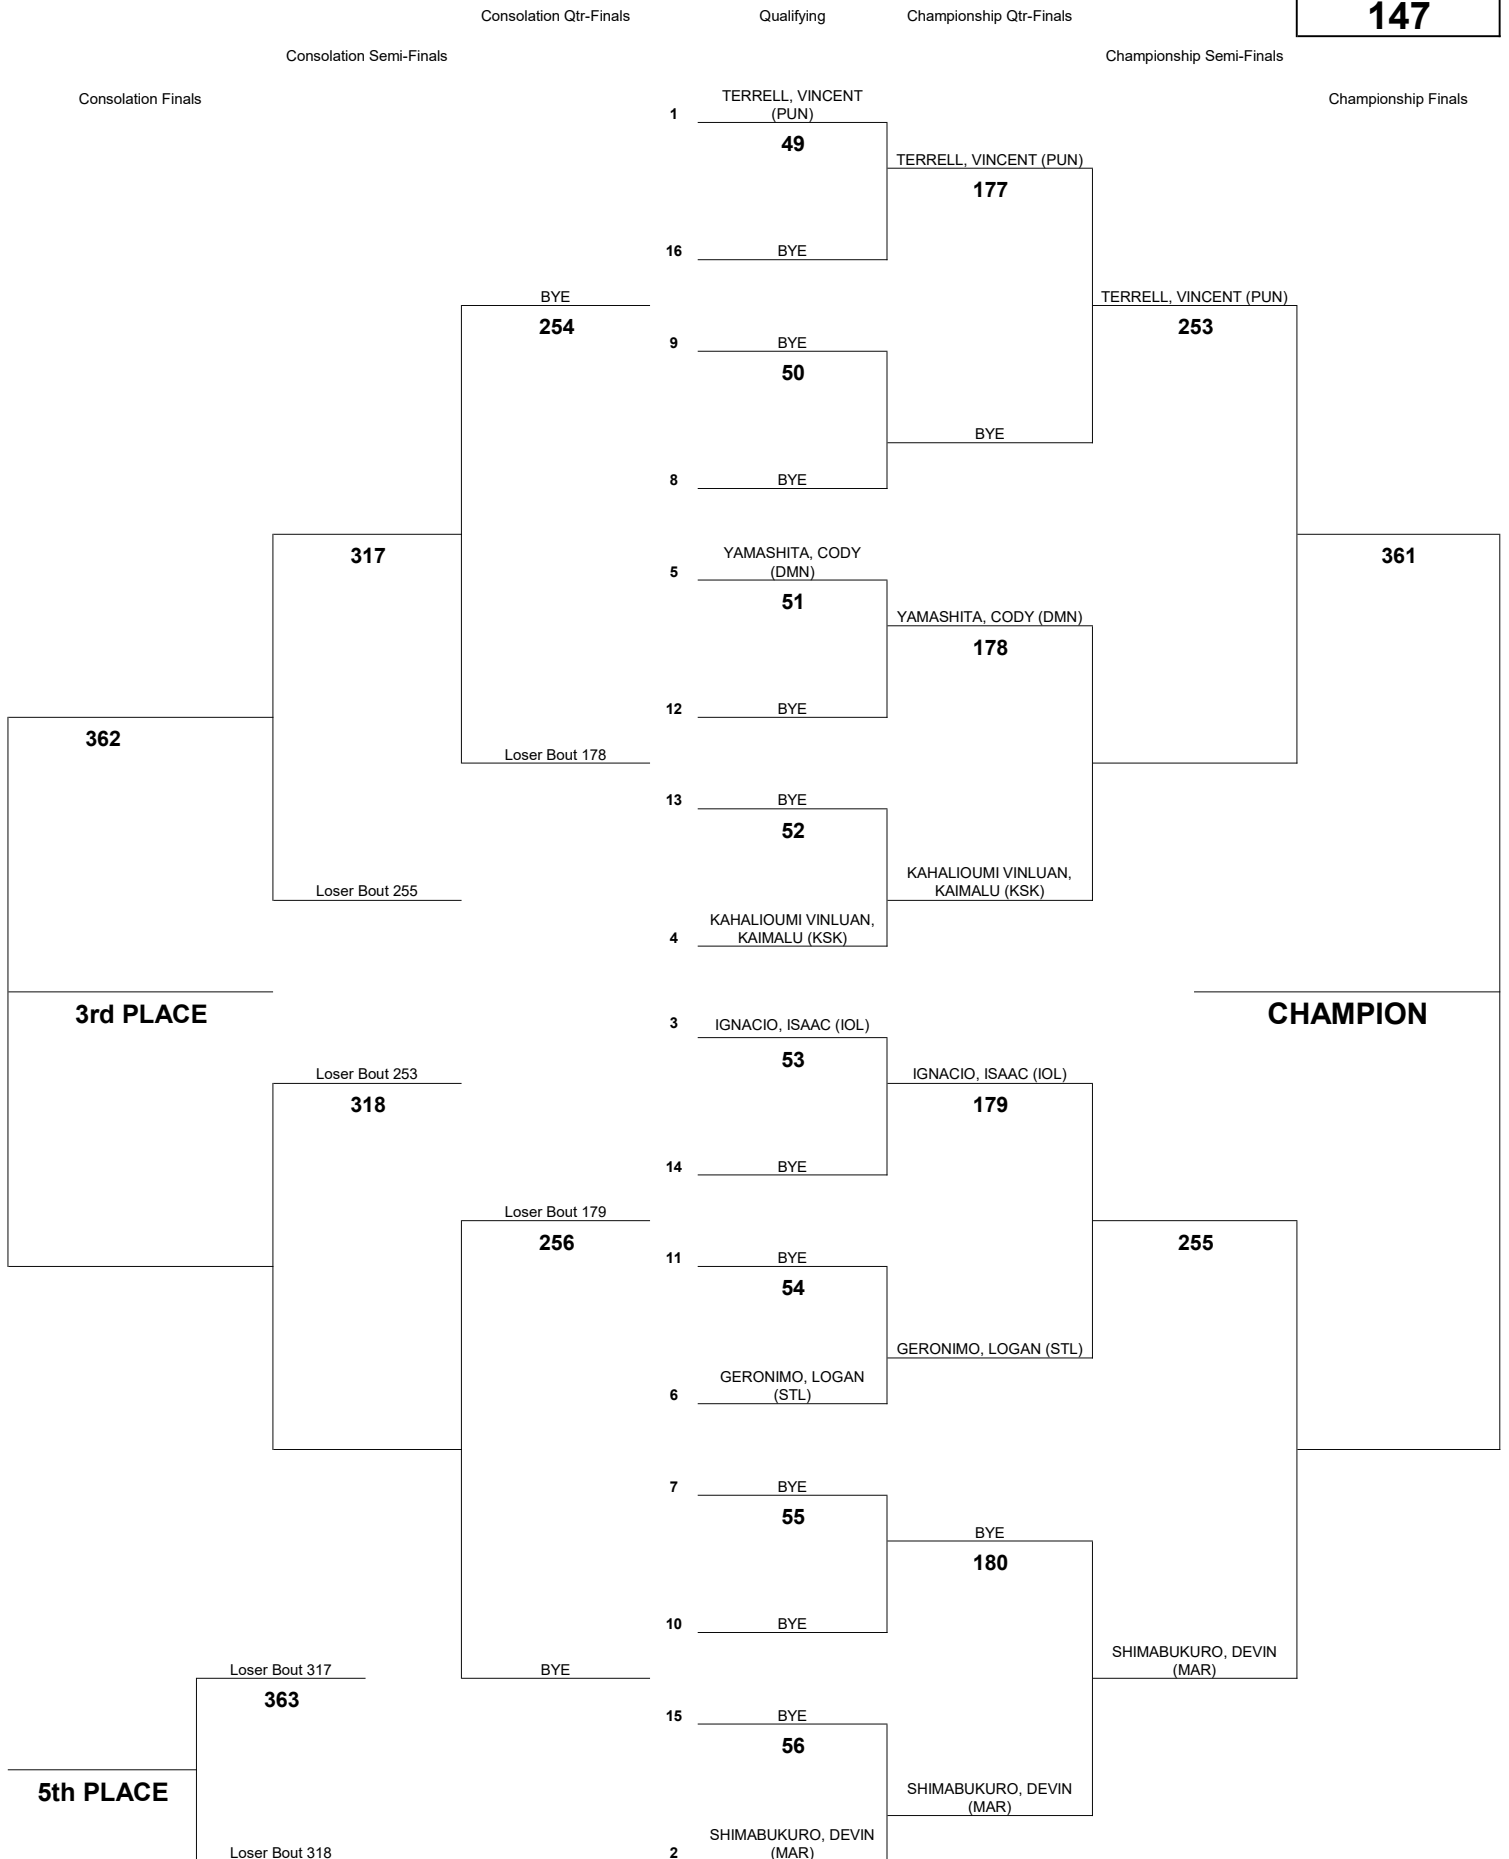 Consolation Qtr-Finals
Qualifying
Championship Qtr-Finals
147
Consolation Semi-Finals
Championship Semi-Finals
Consolation Finals
Championship Finals
TERRELL, VINCENT
(PUN)
1
49
TERRELL, VINCENT (PUN)
177
16
BYE
BYE
254
TERRELL, VINCENT (PUN)
253
9
BYE
50
BYE
8
BYE
317
361
YAMASHITA, CODY
(DMN)
5
51
YAMASHITA, CODY (DMN)
178
12
BYE
362
Loser Bout 178
13
BYE
52
KAHALIOUMI VINLUAN,
KAIMALU (KSK)
Loser Bout 255
KAHALIOUMI VINLUAN,
KAIMALU (KSK)
4
3rd PLACE
CHAMPION
3
IGNACIO, ISAAC (IOL)
53
Loser Bout 253
318
IGNACIO, ISAAC (IOL)
179
14
BYE
Loser Bout 179
256
255
11
BYE
54
GERONIMO, LOGAN (STL)
GERONIMO, LOGAN
(STL)
6
7
BYE
55
BYE
180
10
BYE
SHIMABUKURO, DEVIN
(MAR)
Loser Bout 317
363
BYE
15
BYE
56
5th PLACE
SHIMABUKURO, DEVIN
(MAR)
SHIMABUKURO, DEVIN
(MAR)
2
Loser Bout 318